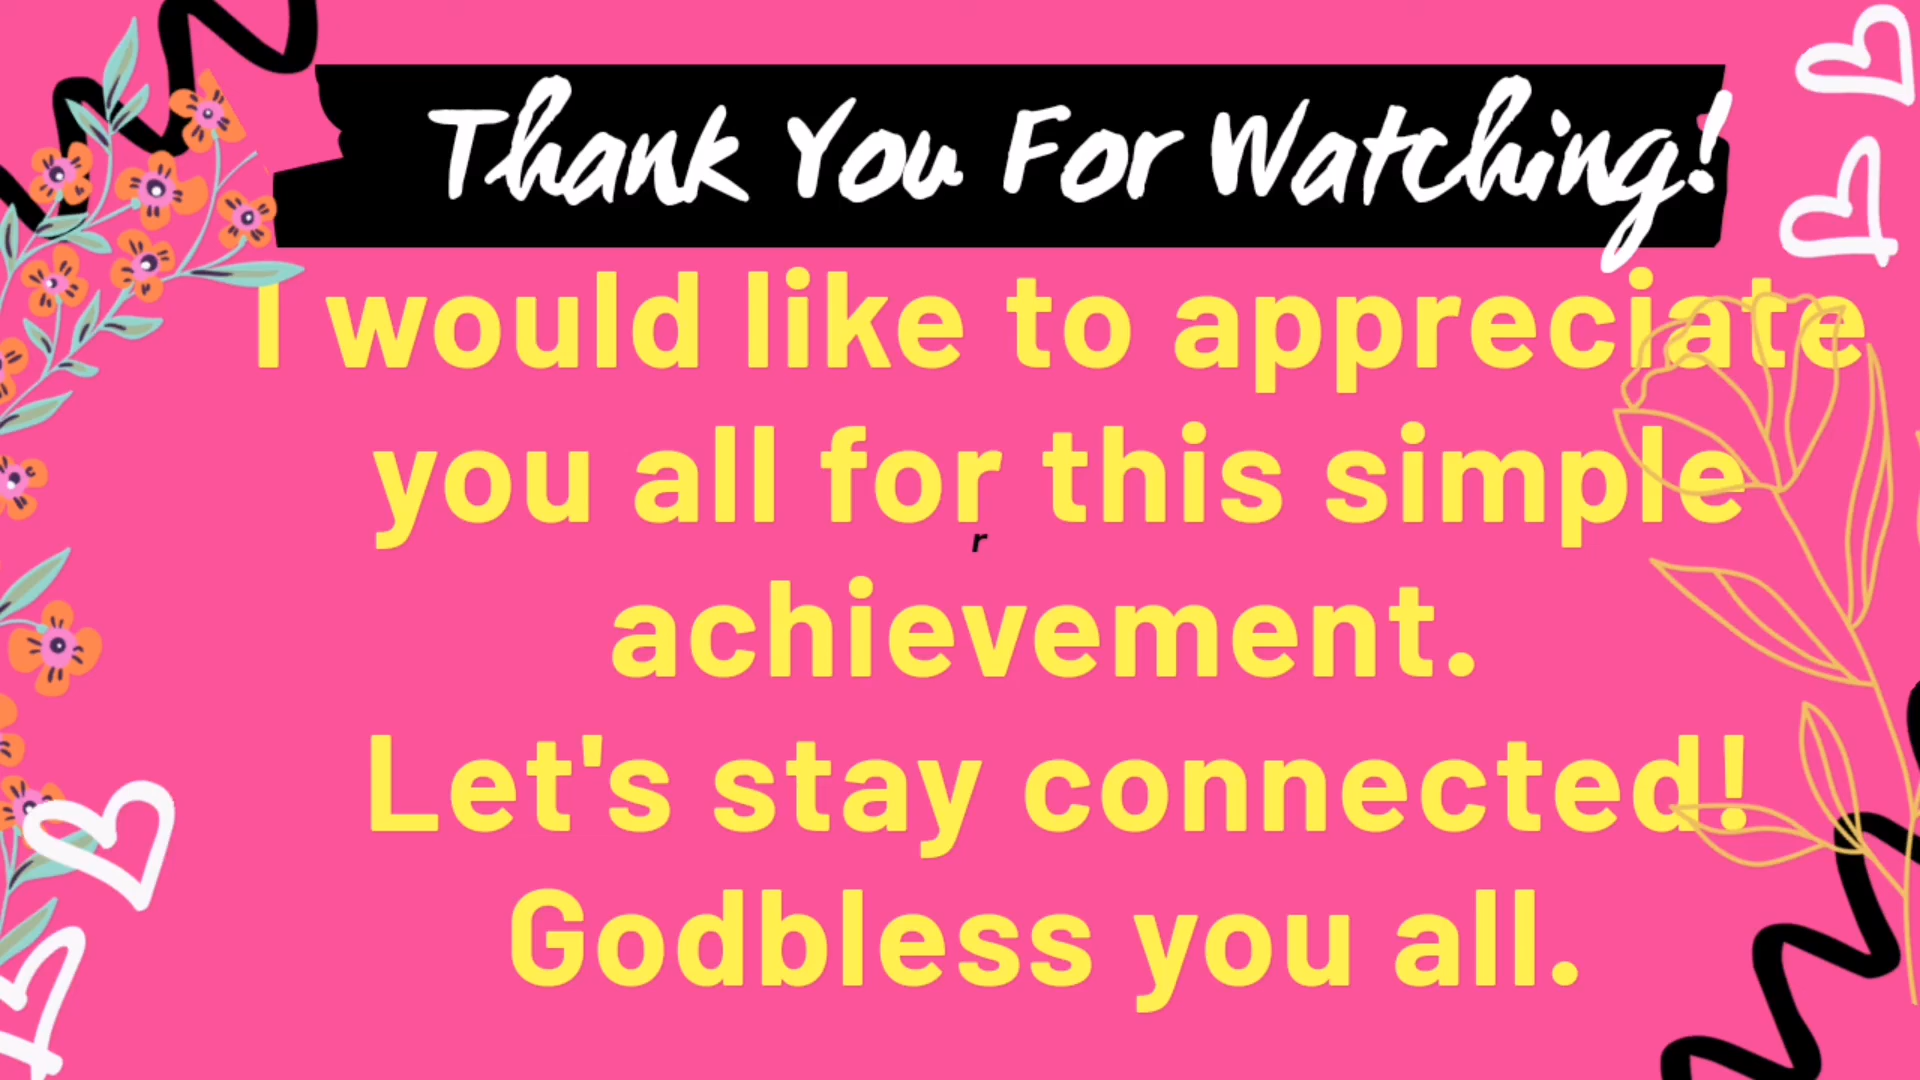 Thank You For Watching!
I would like to appreciate
you all for this simple
r
achievement.
Let's stay connected!
Godbless you all.